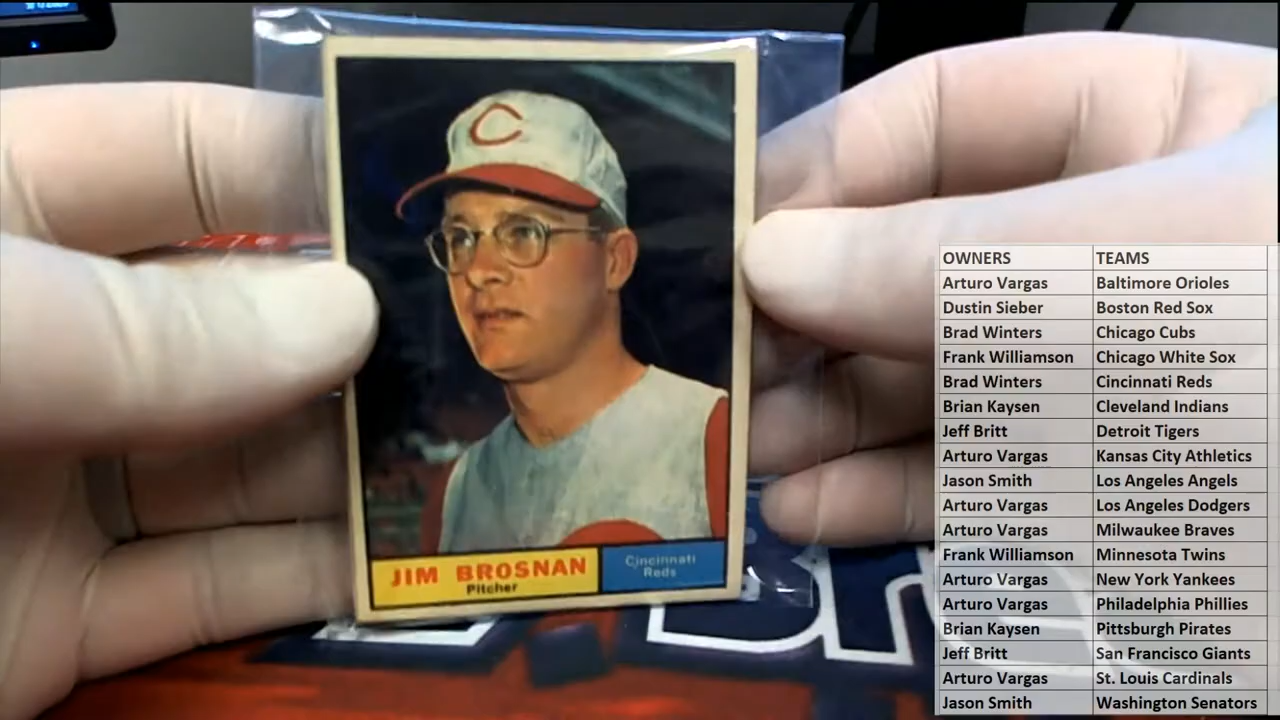 C
JIM BROSNAN
Pitcher
Cincinnati
Reds
OWNERS TEAMS
Arturo Vargas Baltimore Orioles
Dustin Sieber Boston Red Sox
Brad Winters Chicago Cubs
Frank Williamson Chicago White Sox
Brad Winters Cincinnati Reds
Brian Kaysen Cleveland Indians
Jeff Britt Detroit Tigers
Arturo Vargas Kansas City Athletics
Jason Smith Los Angeles Angels
Arturo Vargas Los Angeles Dodgers
Arturo Vargas Milwaukee Braves
Frank Williamson Minnesota Twins
Arturo Vargas New York Yankees
Arturo Vargas Philadelphia Phillies
Brian Kaysen Pittsburgh Pirates
Jeff Britt San Francisco Giants
Arturo Vargas St. Louis Cardinals
Jason Smith Washington Senators